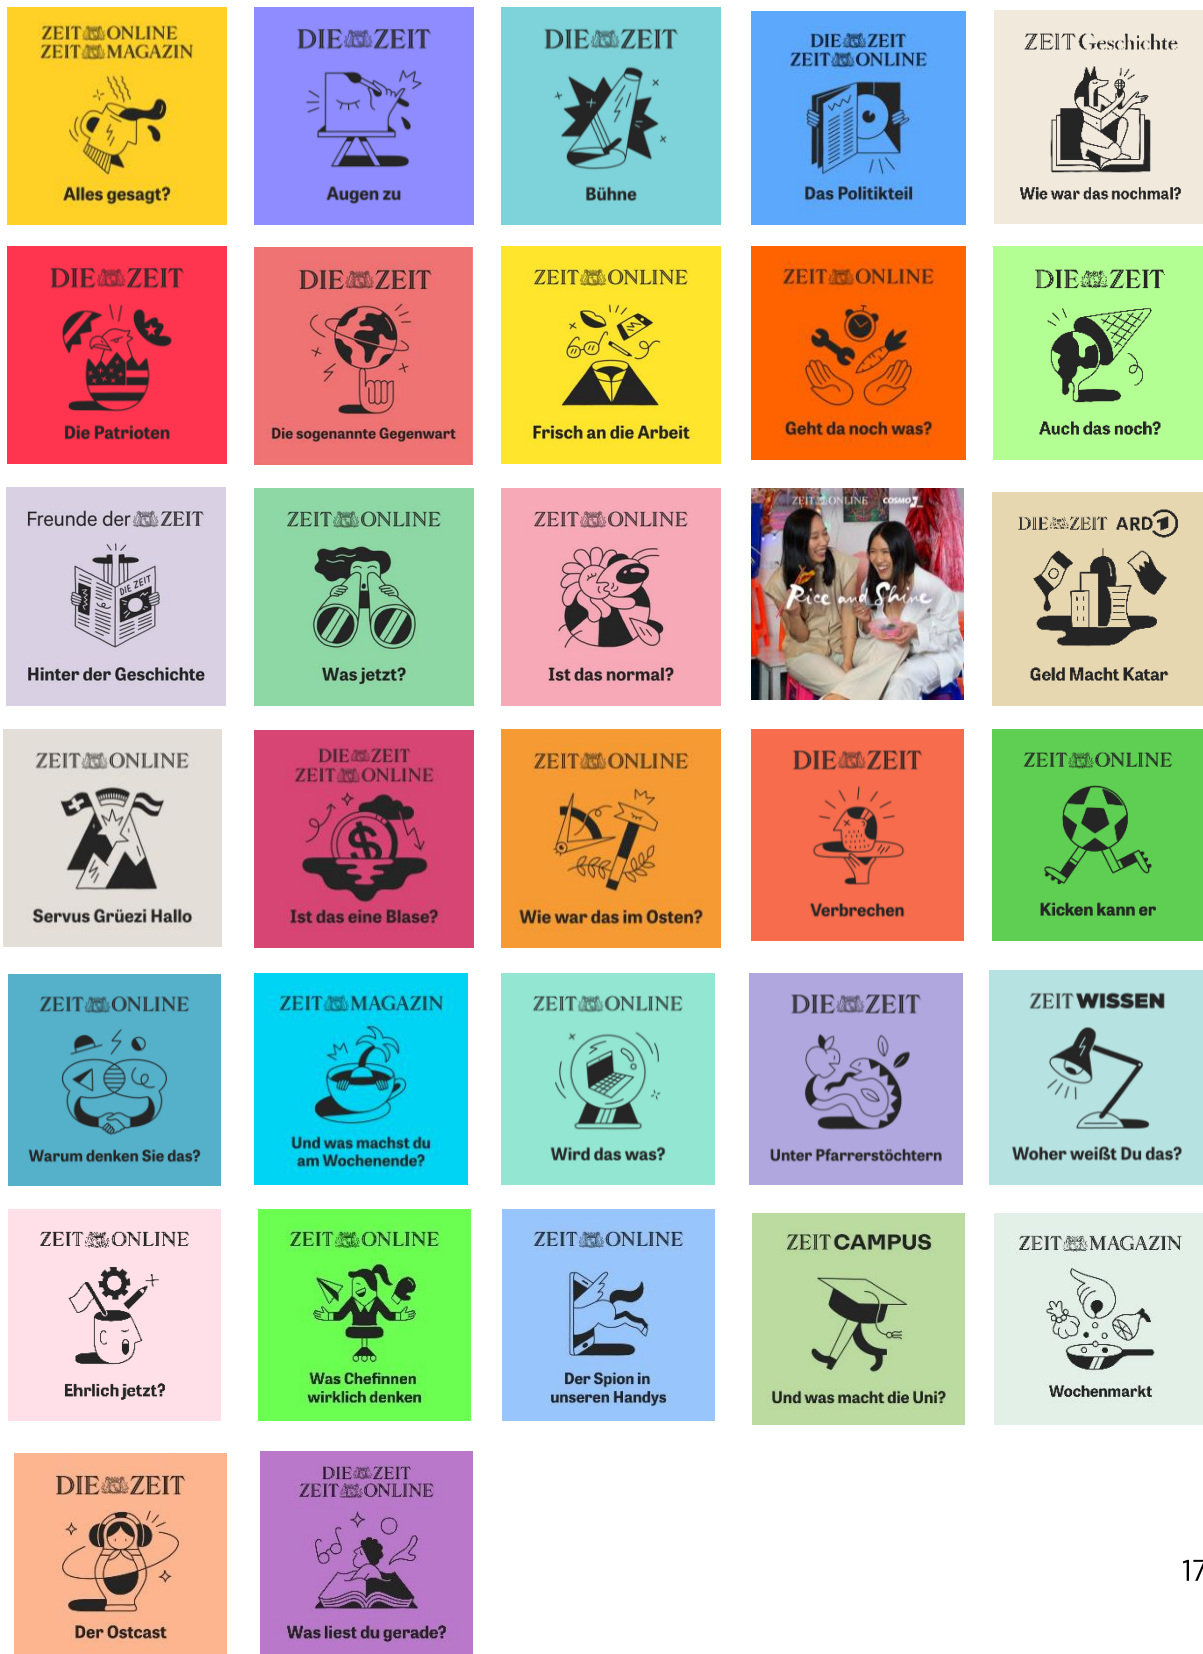 ZEIT ONLINE
ZEIT MAGAZIN
Alles gesagt?
DIE ZEIT
Augen zu
DIE ZEIT
Bühne
DIE ZEIT
ZEIT ONLINE
Das Politikteil
ZEIT Geschichte
Wie war das nochmal?
DIE ZEIT
Die Patrioten
DIE ZEIT
Die sogenannte Gegenwart
ZEIT ONLINE
Frisch an die Arbeit
ZEIT ONLINE
Geht da noch was?
DIE ZEIT
Auch das noch?
Freunde der ZEIT
DIE ZEIT
Hinter der Geschichte
ZEIT ONLINE
Was jetzt?
ZEIT ONLINE
Ist das normal?
ZEIT ONLINE COSMO
Rice and Shine
DIE ZEIT ARD 1
Geld Macht Katar
ZEIT ONLINE
Servus Grüezi Hallo
DIE ZEIT
ZEIT ONLINE
$
Ist das eine Blase?
ZEIT ONLINE
Wie war das im Osten?
DIE ZEIT
Verbrechen
ZEIT ONLINE
Kicken kann er
ZEIT ONLINE
Warum denken Sie das?
ZEIT MAGAZIN
Und was machst du
am Wochenende?
ZEIT ONLINE
Wird das was?
DIE ZEIT
Unter Pfarrerstöchtern
ZEIT WISSEN
Woher weißt Du das?
ZEIT ONLINE
Ehrlich jetzt?
ZEIT ONLINE
Was Chefinnen
wirklich denken
ZEIT ONLINE
Der Spion in
unseren Handys
ZEIT CAMPUS
Und was macht die Uni?
ZEIT MAGAZIN
Wochenmarkt
DIE ZEIT
Der Ostcast
DIE ZEIT
ZEIT ONLINE
Was liest du gerade?
17